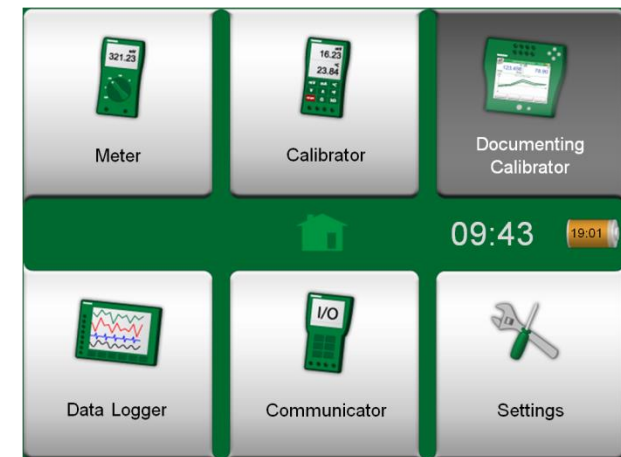 321.23
Meter
16.23
23.84
Calibrator
Documenting
Calibrator
09:43
19:01
Data Logger
I/O
Communicator
Settings